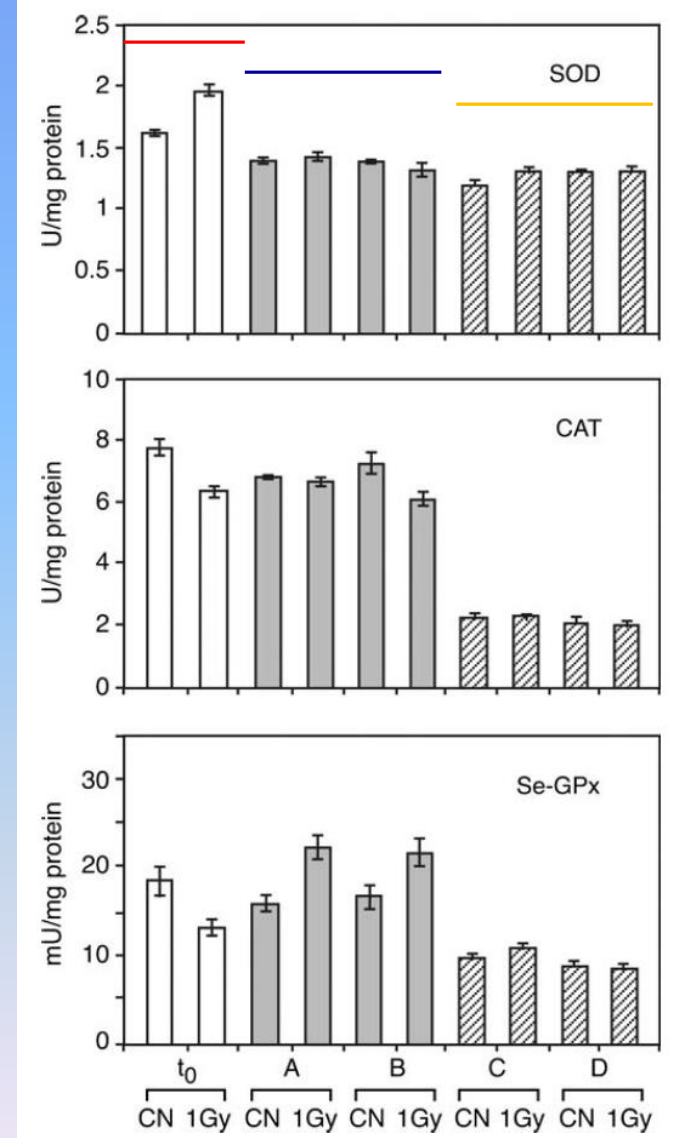 2.5
SOD
2
1.5
1
0.5
0
U/mg protein
10
CAT
8
6
4
2
0
U/mg protein
30
Se-GPx
20
10
0
mU/mg protein
t0 A B C D
CN 1Gy CN 1Gy CN 1Gy CN 1Gy CN 1Gy